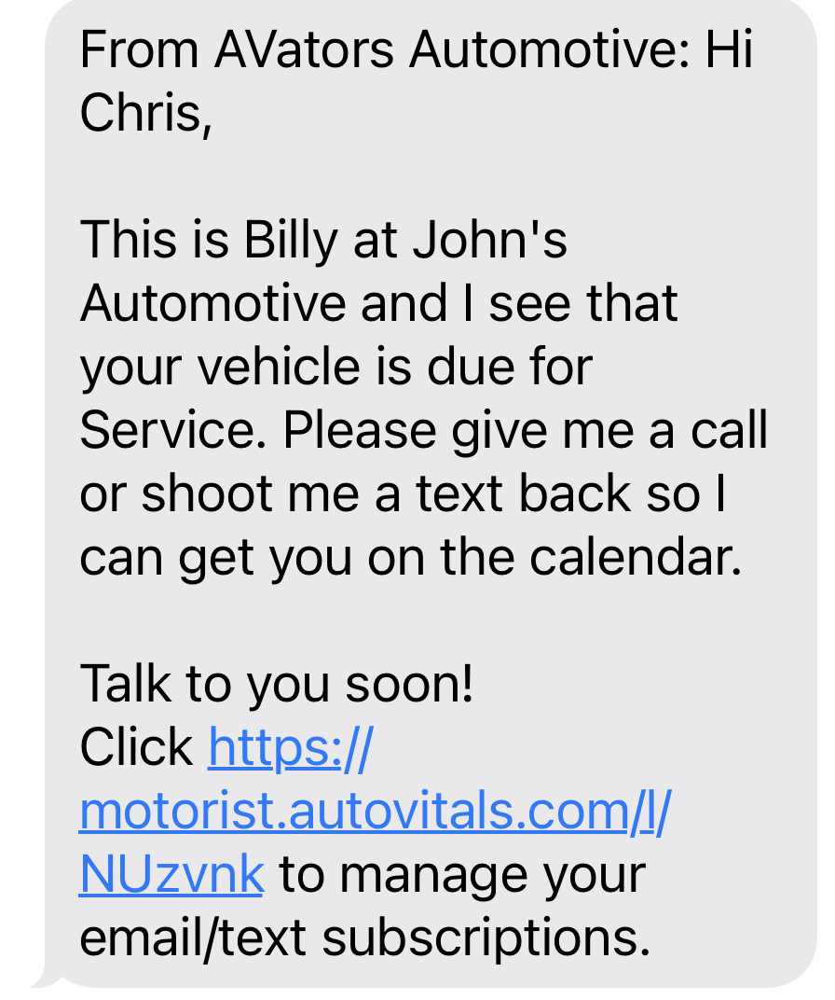 From AVators Automotive: Hi
Chris,
This is Billy at John's
Automotive and I see that
your vehicle is due for
Service. Please give me a call
or shoot me a text back so I
can get you on the calendar.
Talk to you soon!
Click https://
motorist.autovitals.com/l/
NUzvnk to manage your
email/text subscriptions.